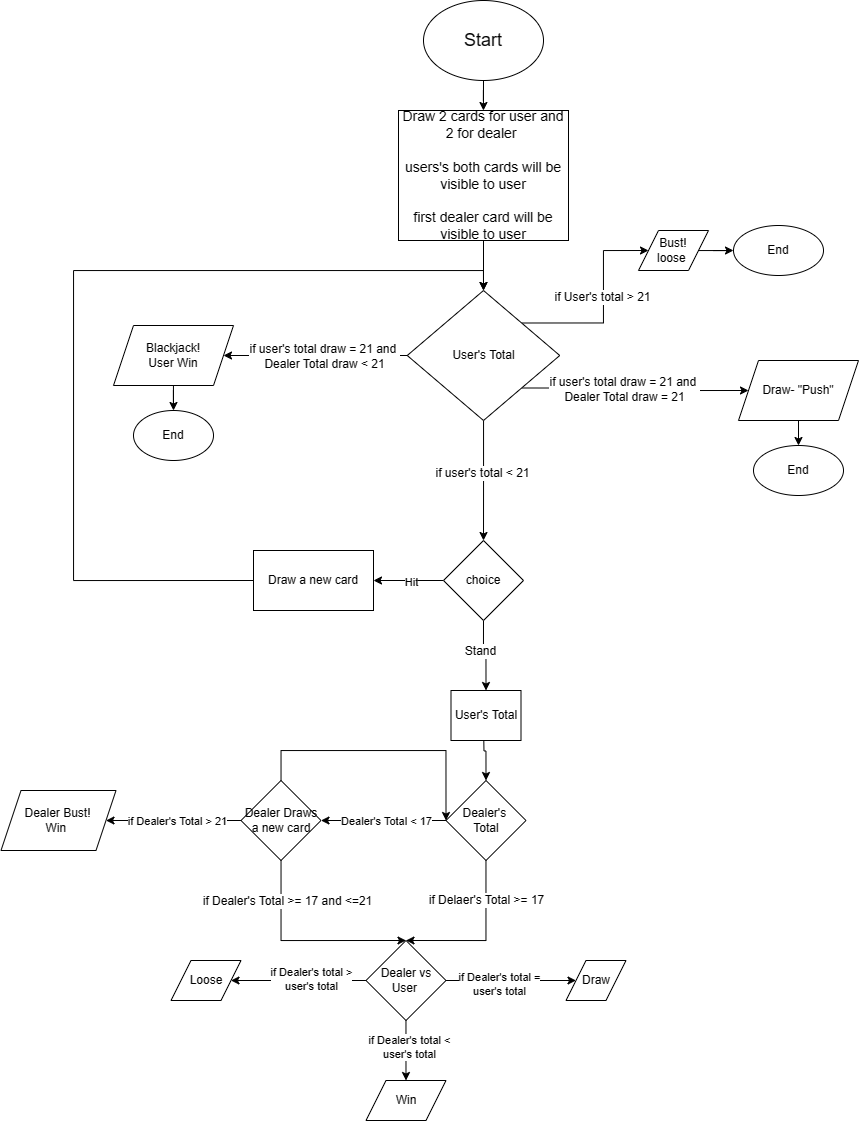 Start
Draw 2 cards for user and
2 for dealer
users's both cards will be
visible to user
first dealer card will be
visible to user
Bust!
loose
End
if User's total > 21
User's Total
Blackjack!
User Win
if user's total draw = 21 and
Dealer Total draw < 21
End
if user's total draw = 21 and
Dealer Total draw = 21
Draw- "Push"
End
if user's total < 21
Draw a new card
Hit
choice
Stand
User's Total
Dealer Bust!
Win
if Dealer's Total > 21
Dealer Draws
a new card
Dealer's Total < 17
Dealer's
Total
if Dealer's Total >= 17 and <=21
if Delaer's Total >= 17
Loose
if Dealer's total >
user's total
Dealer vs
User
if Dealer's total =
user's total
Draw
if Dealer's total <
user's total
Win